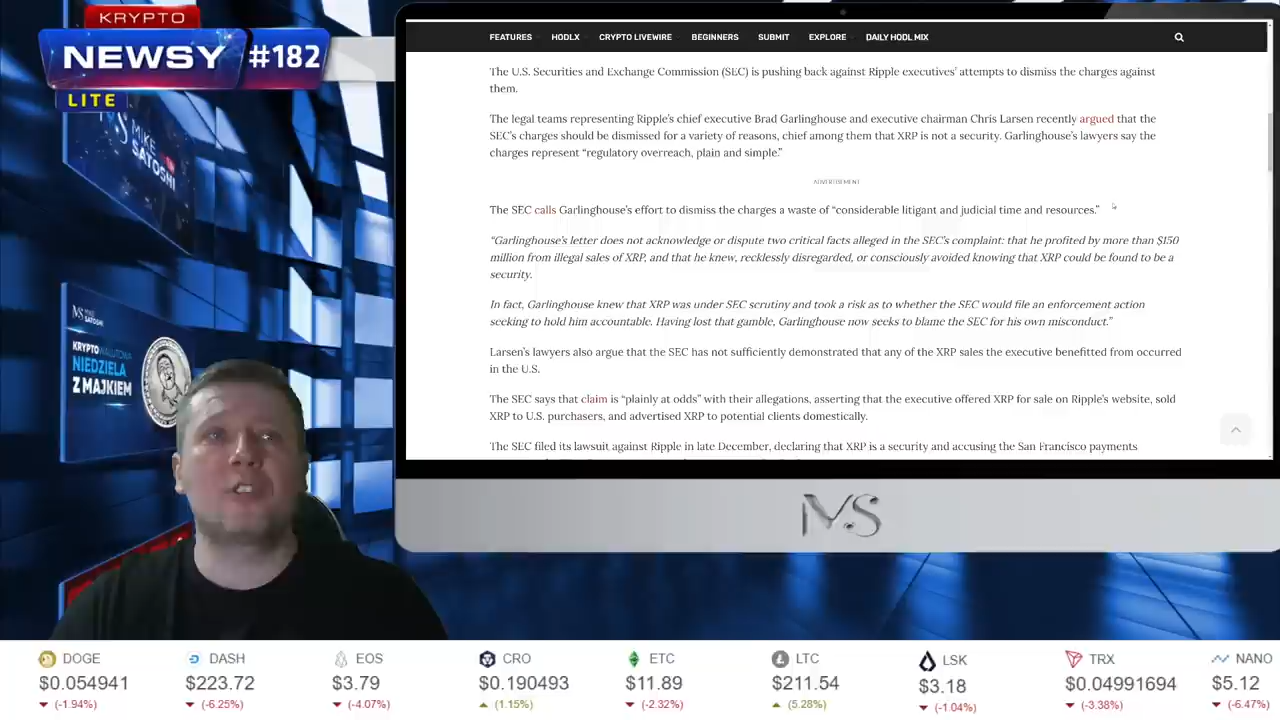 KRYPTO
NEWSY #182
LITE
MIKE
SATOSHI
MS MIKE
SATOSHI
KRYPTOWALUTOWA
NIEDZIELA
Z MAJKIEM
FEATURES HODLX CRYPTO LIVEWIRE BEGINNERS SUBMIT EXPLORE DAILY HODL MIX
The U.S. Securities and Exchange Commission (SEC) is pushing back against Ripple executives’ attempts to dismiss the charges against
them.
The legal teams representing Ripple’s chief executive Brad Garlinghouse and executive chairman Chris Larsen recently argued that the
SEC’s charges should be dismissed for a variety of reasons, chief among them that XRP is not a security. Garlinghouse’s lawyers say the
charges represent “regulatory overreach, plain and simple.”
ADVERTISEMENT
The SEC calls Garlinghouse’s effort to dismiss the charges a waste of “considerable litigant and judicial time and resources.”
“Garlinghouse’s letter does not acknowledge or dispute two critical facts alleged in the SEC’s complaint: that he profited by more than $150
million from illegal sales of XRP, and that he knew, recklessly disregarded, or consciously avoided knowing that XRP could be found to be a
security.
In fact, Garlinghouse knew that XRP was under SEC scrutiny and took a risk as to whether the SEC would file an enforcement action
seeking to hold him accountable. Having lost that gamble, Garlinghouse now seeks to blame the SEC for his own misconduct.”
Larsen’s lawyers also argue that the SEC has not sufficiently demonstrated that any of the XRP sales the executive benefitted from occurred
in the U.S.
The SEC says that claim is “plainly at odds” with their allegations, asserting that the executive offered XRP for sale on Ripple’s website, sold
XRP to U.S. purchasers, and advertised XRP to potential clients domestically.
The SEC filed its lawsuit against Ripple in late December, declaring that XRP is a security and accusing the San Francisco payments
MS
DOGE DASH EOS CRO ETC LTC LSK TRX NANO
$0.054941 $223.72 $3.79 $0.190493 $11.89 $211.54 $3.18 $0.04991694 $5.12
(-1.94%) (-6.25%) (-4.07%) (1.15%) (-2.32%) (5.28%) (-1.04%) (-3.38%) (-6.47%)